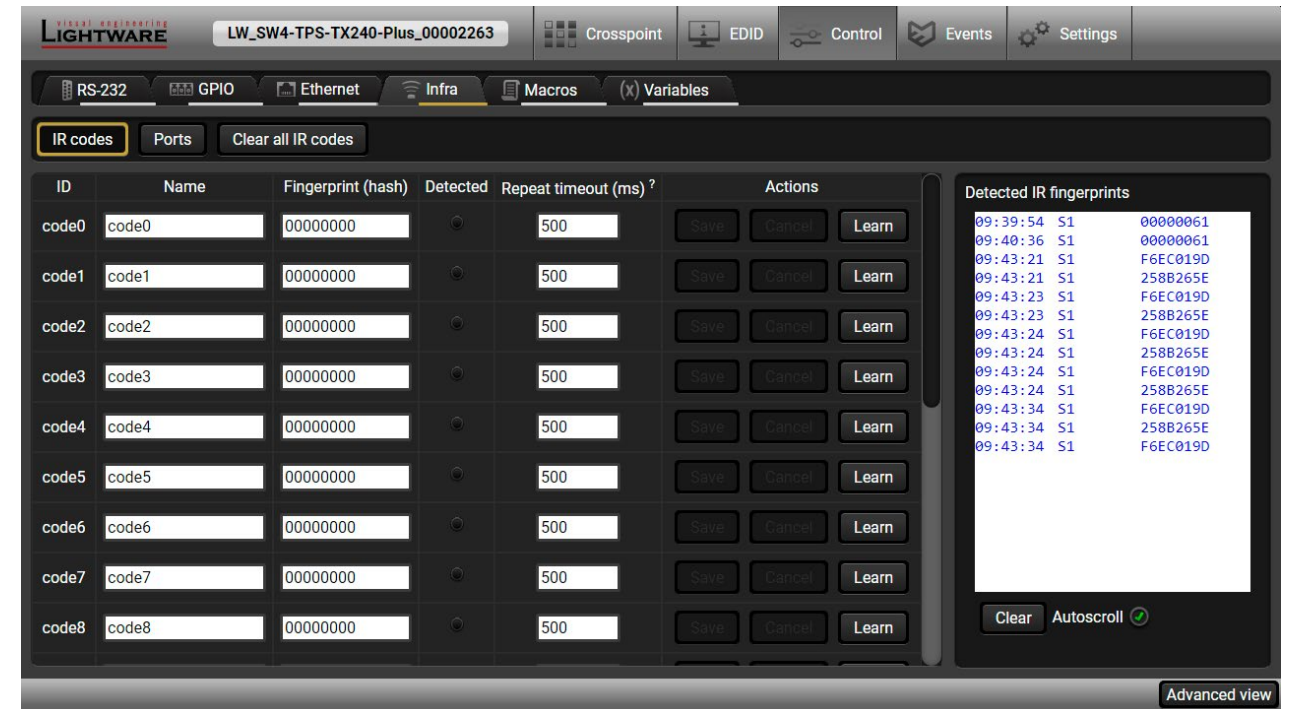 visual engineering
LIGHTWARE
LW_SW4-TPS-TX240-Plus_00002263
Crosspoint
EDID
Control
Events
Settings
RS-232
GPIO
Ethernet
Infra
Macros
(x) Variables
IR codes
Ports
Clear all IR codes
ID Name Fingerprint (hash) Detected Repeat timeout (ms) ? Actions
code0 code0 00000000 500 Save Cancel Learn
code1 code1 00000000 500 Save Cancel Learn
code2 code2 00000000 500 Save Cancel Learn
code3 code3 00000000 500 Save Cancel Learn
code4 code4 00000000 500 Save Cancel Learn
code5 code5 00000000 500 Save Cancel Learn
code6 code6 00000000 500 Save Cancel Learn
code7 code7 00000000 500 Save Cancel Learn
code8 code8 00000000 500 Save Cancel Learn
Detected IR fingerprints
09:39:54 S1 00000061
09:40:36 S1 00000061
09:43:21 S1 F6EC019D
09:43:21 S1 258B265E
09:43:23 S1 F6EC019D
09:43:23 S1 258B265E
09:43:24 S1 F6EC019D
09:43:24 S1 258B265E
09:43:24 S1 F6EC019D
09:43:24 S1 258B265E
09:43:34 S1 F6EC019D
09:43:34 S1 258B265E
09:43:34 S1 F6EC019D
Clear Autoscroll
Advanced view